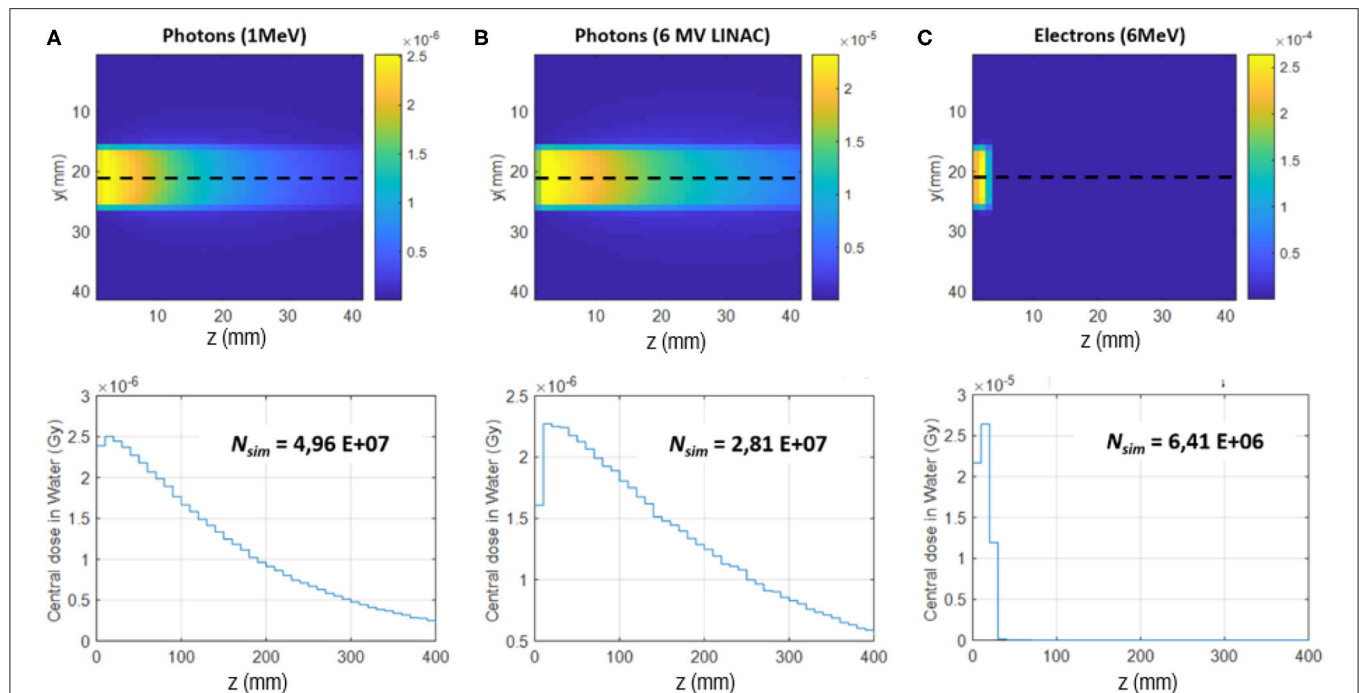 A Photons (1MeV)
×10⁻⁶
2.5
2
1.5
1
0.5
10
20
30
40
y(mm)
10 20 30 40
z (mm)
B Photons (6 MV LINAC)
×10⁻⁵
2
1.5
1
0.5
10
20
30
40
y(mm)
10 20 30 40
z (mm)
C Electrons (6MeV)
×10⁻⁴
2.5
2
1.5
1
0.5
10
20
30
40
y(mm)
10 20 30 40
z (mm)
×10⁻⁶
3
2.5
2
1.5
1
0.5
0
Central dose in Water (Gy)
N_sim = 4,96 E+07
0 100 200 300 400
z (mm)
×10⁻⁶
2.5
2
1.5
1
0.5
Central dose in Water (Gy)
N_sim = 2,81 E+07
0 100 200 300 400
z (mm)
×10⁻⁵
3
2.5
2
1.5
1
0.5
0
Central dose in Water (Gy)
N_sim = 6,41 E+06
0 100 200 300 400
z (mm)